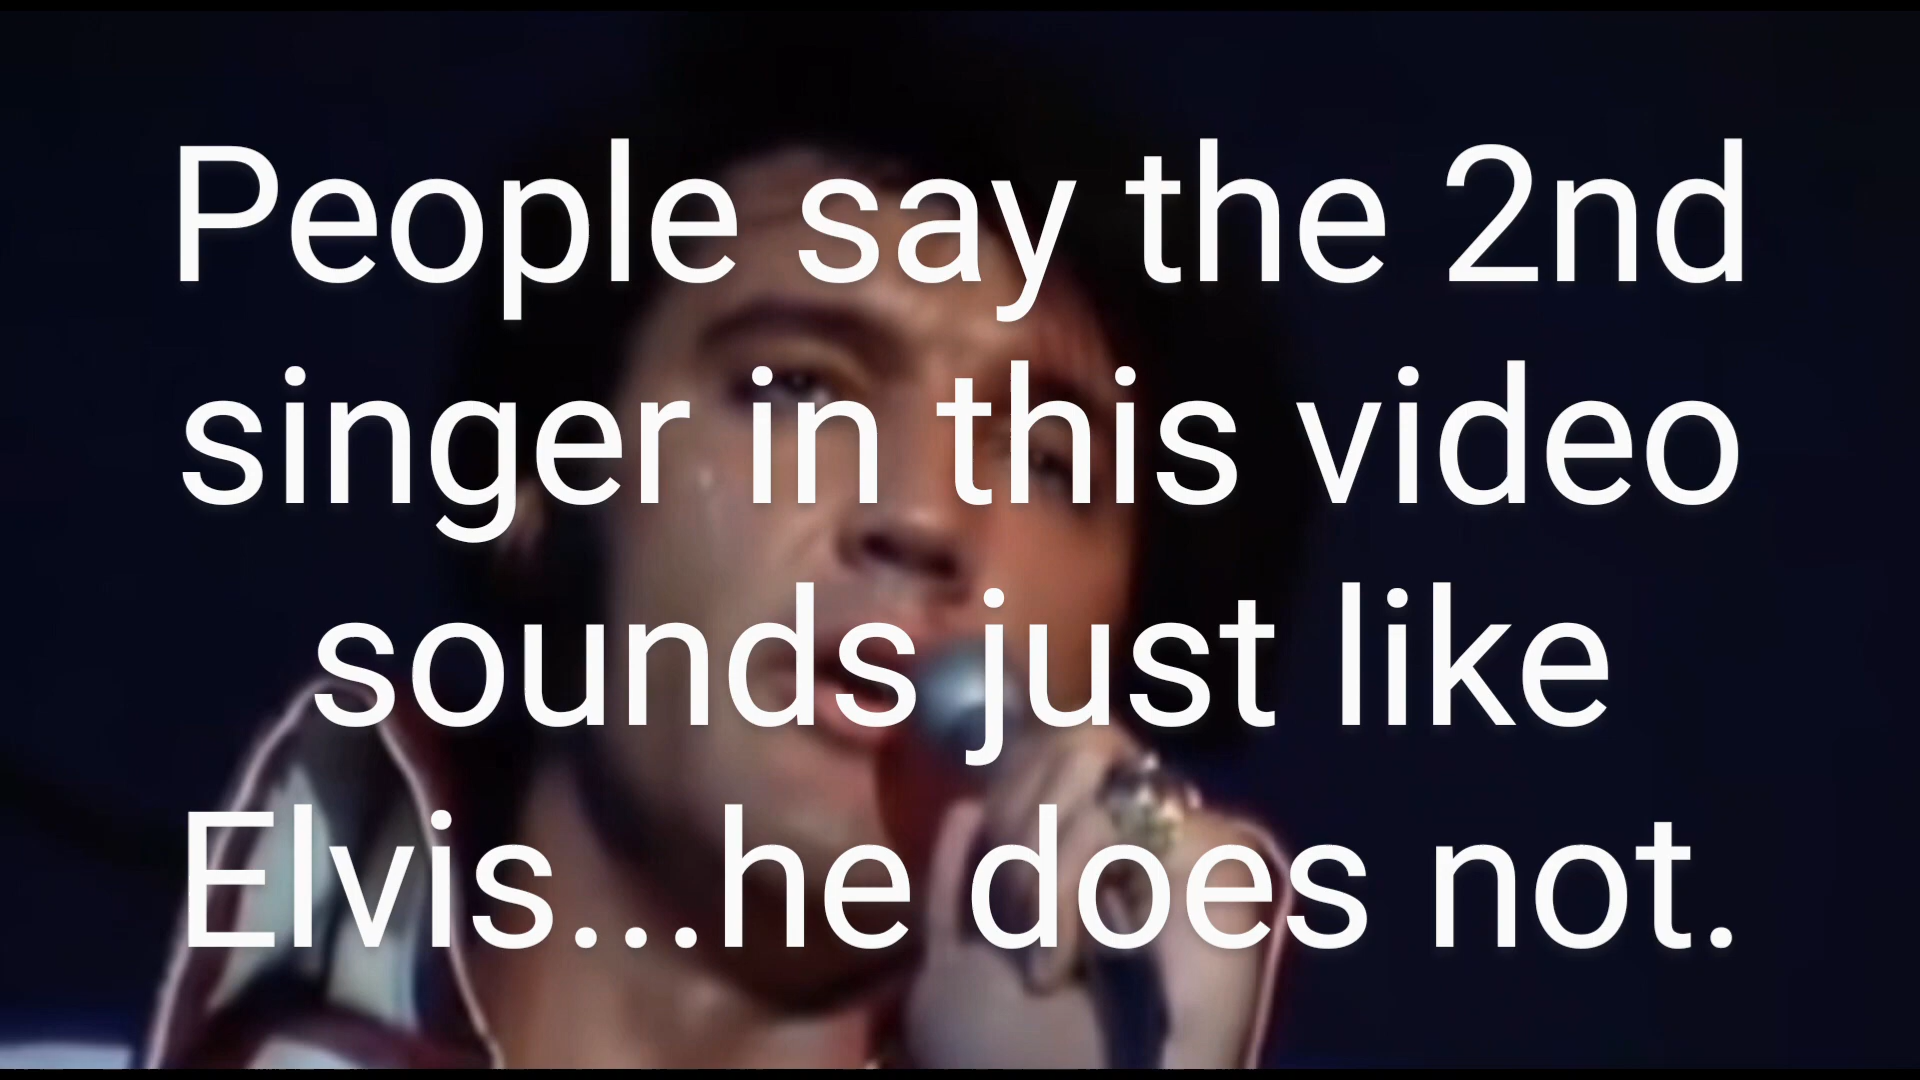 People say the 2nd
singer in this video
sounds just like
Elvis...he does not.